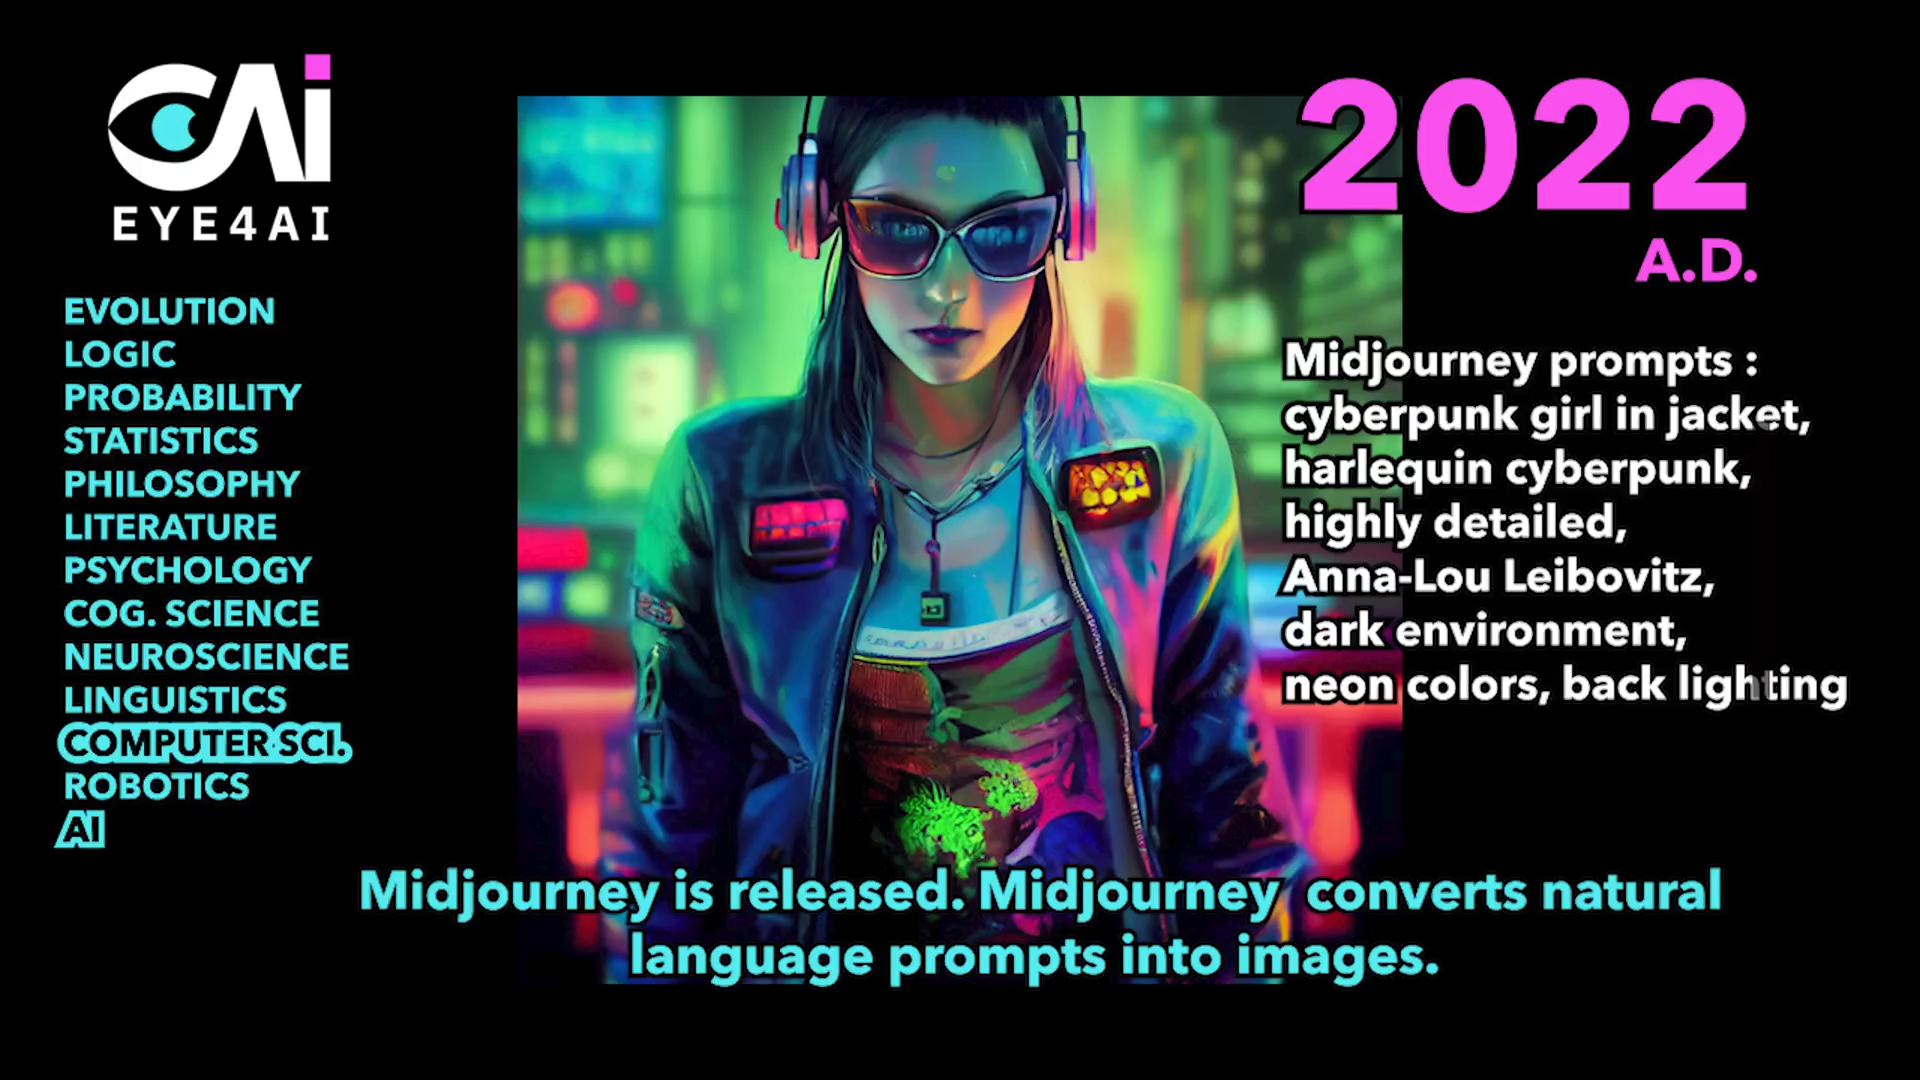 CAi
EYE4AI
EVOLUTION
LOGIC
PROBABILITY
STATISTICS
PHILOSOPHY
LITERATURE
PSYCHOLOGY
COG. SCIENCE
NEUROSCIENCE
LINGUISTICS
COMPUTER SCI.
ROBOTICS
AI
2022
A.D.
Midjourney prompts :
cyberpunk girl in jacket,
harlequin cyberpunk,
highly detailed,
Anna-Lou Leibovitz,
dark environment,
neon colors, back lighting
Midjourney is released. Midjourney  converts natural
language prompts into images.